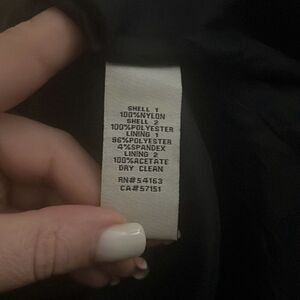 SHELL 1
100%NYLON
SHELL 2
100%POLYESTER
LINING 1
96%POLYESTER
4%SPANDEX
LINING 2
100%ACETATE
DRY CLEAN
RN#54163
CA#57151